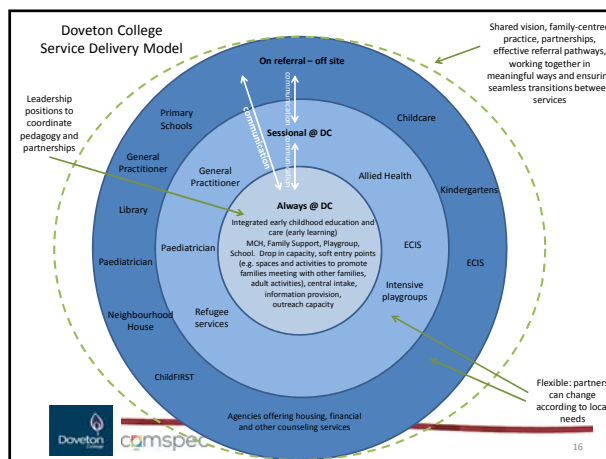 Doveton College
Service Delivery Model
Shared vision, family-centred
practice, partnerships,
effective referral pathways,
working together in
meaningful ways and ensuring
seamless transitions between
services
On referral – off site
communication
communication
communication
Leadership
positions to
coordinate
pedagogy and
partnerships
Primary
Schools
Childcare
Sessional @ DC
General
Practitioner
General
Practitioner
Allied Health
Kindergartens
Library
Always @ DC
Integrated early childhood education and
care (early learning)
MCH, Family Support, Playgroup,
School. Drop in capacity, soft entry points
(e.g. spaces and activities to promote
families meeting with other families,
adult activities), central intake,
information provision,
outreach capacity
Paediatrician
Paediatrician
ECIS
ECIS
Intensive
playgroups
Neighbourhood
House
Refugee
services
ChildFIRST
Flexible: partners
can change
according to local
needs
Agencies offering housing, financial
and other counseling services
Doveton
College
16